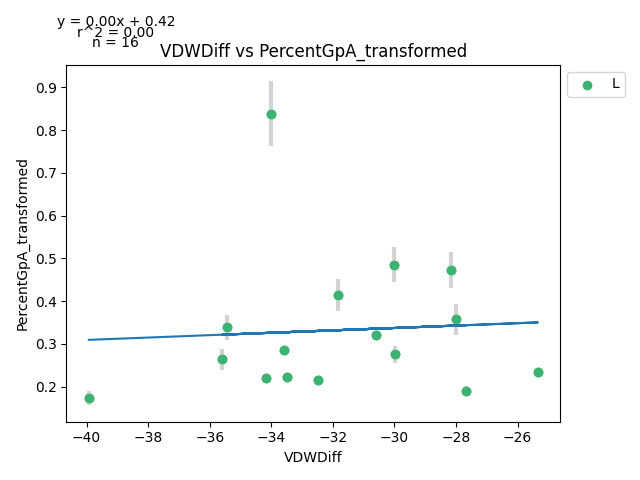 y = 0.00x + 0.42
r^2 = 0.00
n = 16
VDWDiff vs PercentGpA_transformed
L
PercentGpA_transformed
0.9
0.8
0.7
0.6
0.5
0.4
0.3
0.2
−40
−38
−36
−34
−32
−30
−28
−26
VDWDiff